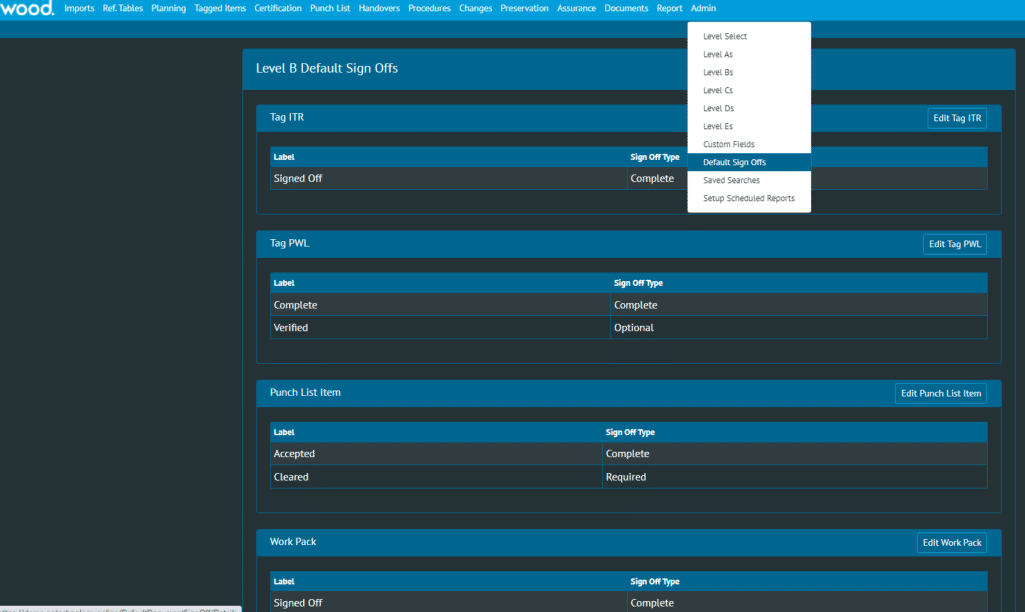 wood. Imports Ref. Tables Planning Tagged Items Certification Punch List Handovers Procedures Changes Preservation Assurance Documents Report Admin
Level Select
Level As
Level Bs
Level Cs
Level Ds
Level Es
Custom Fields
Default Sign Offs
Saved Searches
Setup Scheduled Reports
Level B Default Sign Offs
Tag ITR Edit Tag ITR
Label Sign Off Type
Signed Off Complete
Tag PWL Edit Tag PWL
Label Sign Off Type
Complete Complete
Verified Optional
Punch List Item Edit Punch List Item
Label Sign Off Type
Accepted Complete
Cleared Required
Work Pack Edit Work Pack
Label Sign Off Type
Signed Off Complete